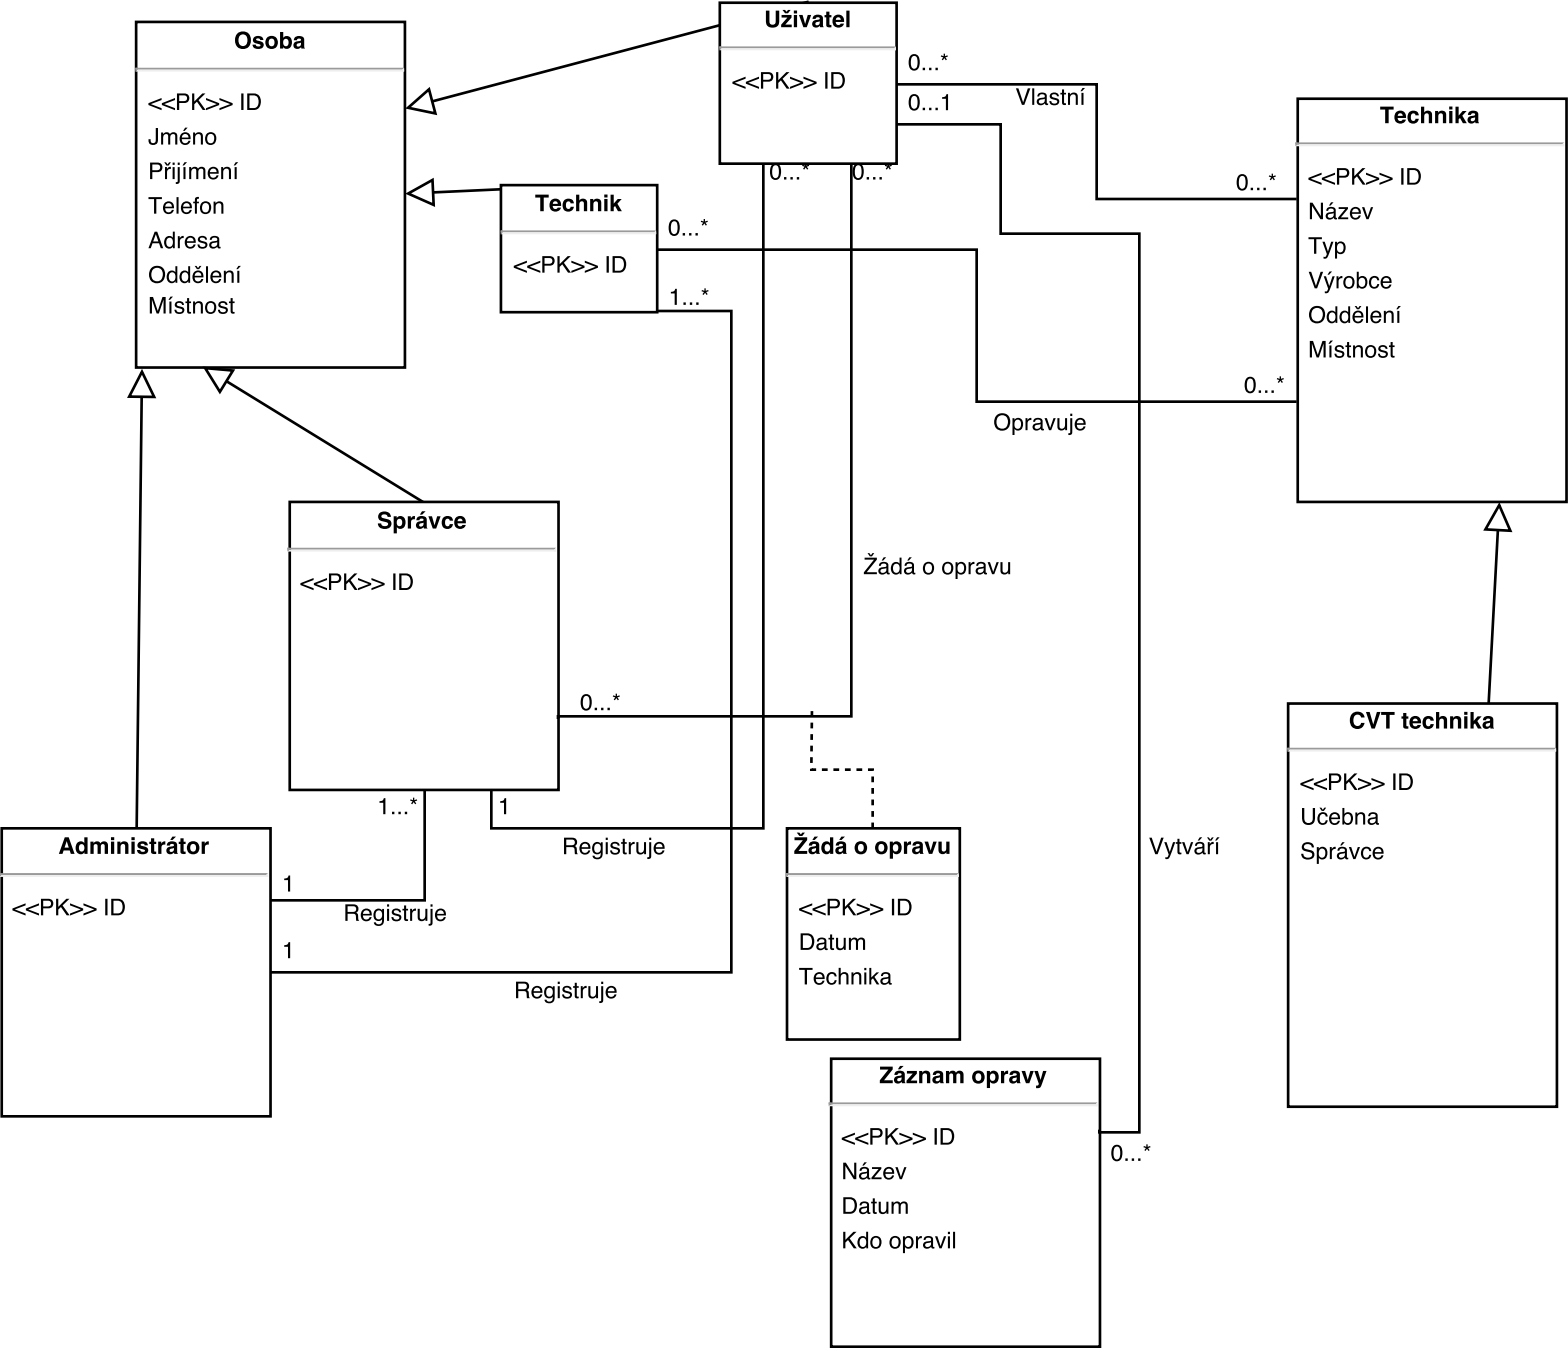 Osoba
<<PK>> ID
Jméno
Přijímení
Telefon
Adresa
Oddělení
Místnost
Uživatel
<<PK>> ID
0...*
0...1
Vlastní
0...*
0...*
0...*
Technik
<<PK>> ID
0...*
1...*
Technika
<<PK>> ID
Název
Typ
Výrobce
Oddělení
Místnost
0...*
Opravuje
Správce
<<PK>> ID
Žádá o opravu
0...*
1...*
1
Registruje
Administrátor
<<PK>> ID
1
Registruje
1
Registruje
Žádá o opravu
<<PK>> ID
Datum
Technika
Vytváří
CVT technika
<<PK>> ID
Učebna
Správce
Záznam opravy
<<PK>> ID
Název
Datum
Kdo opravil
0...*